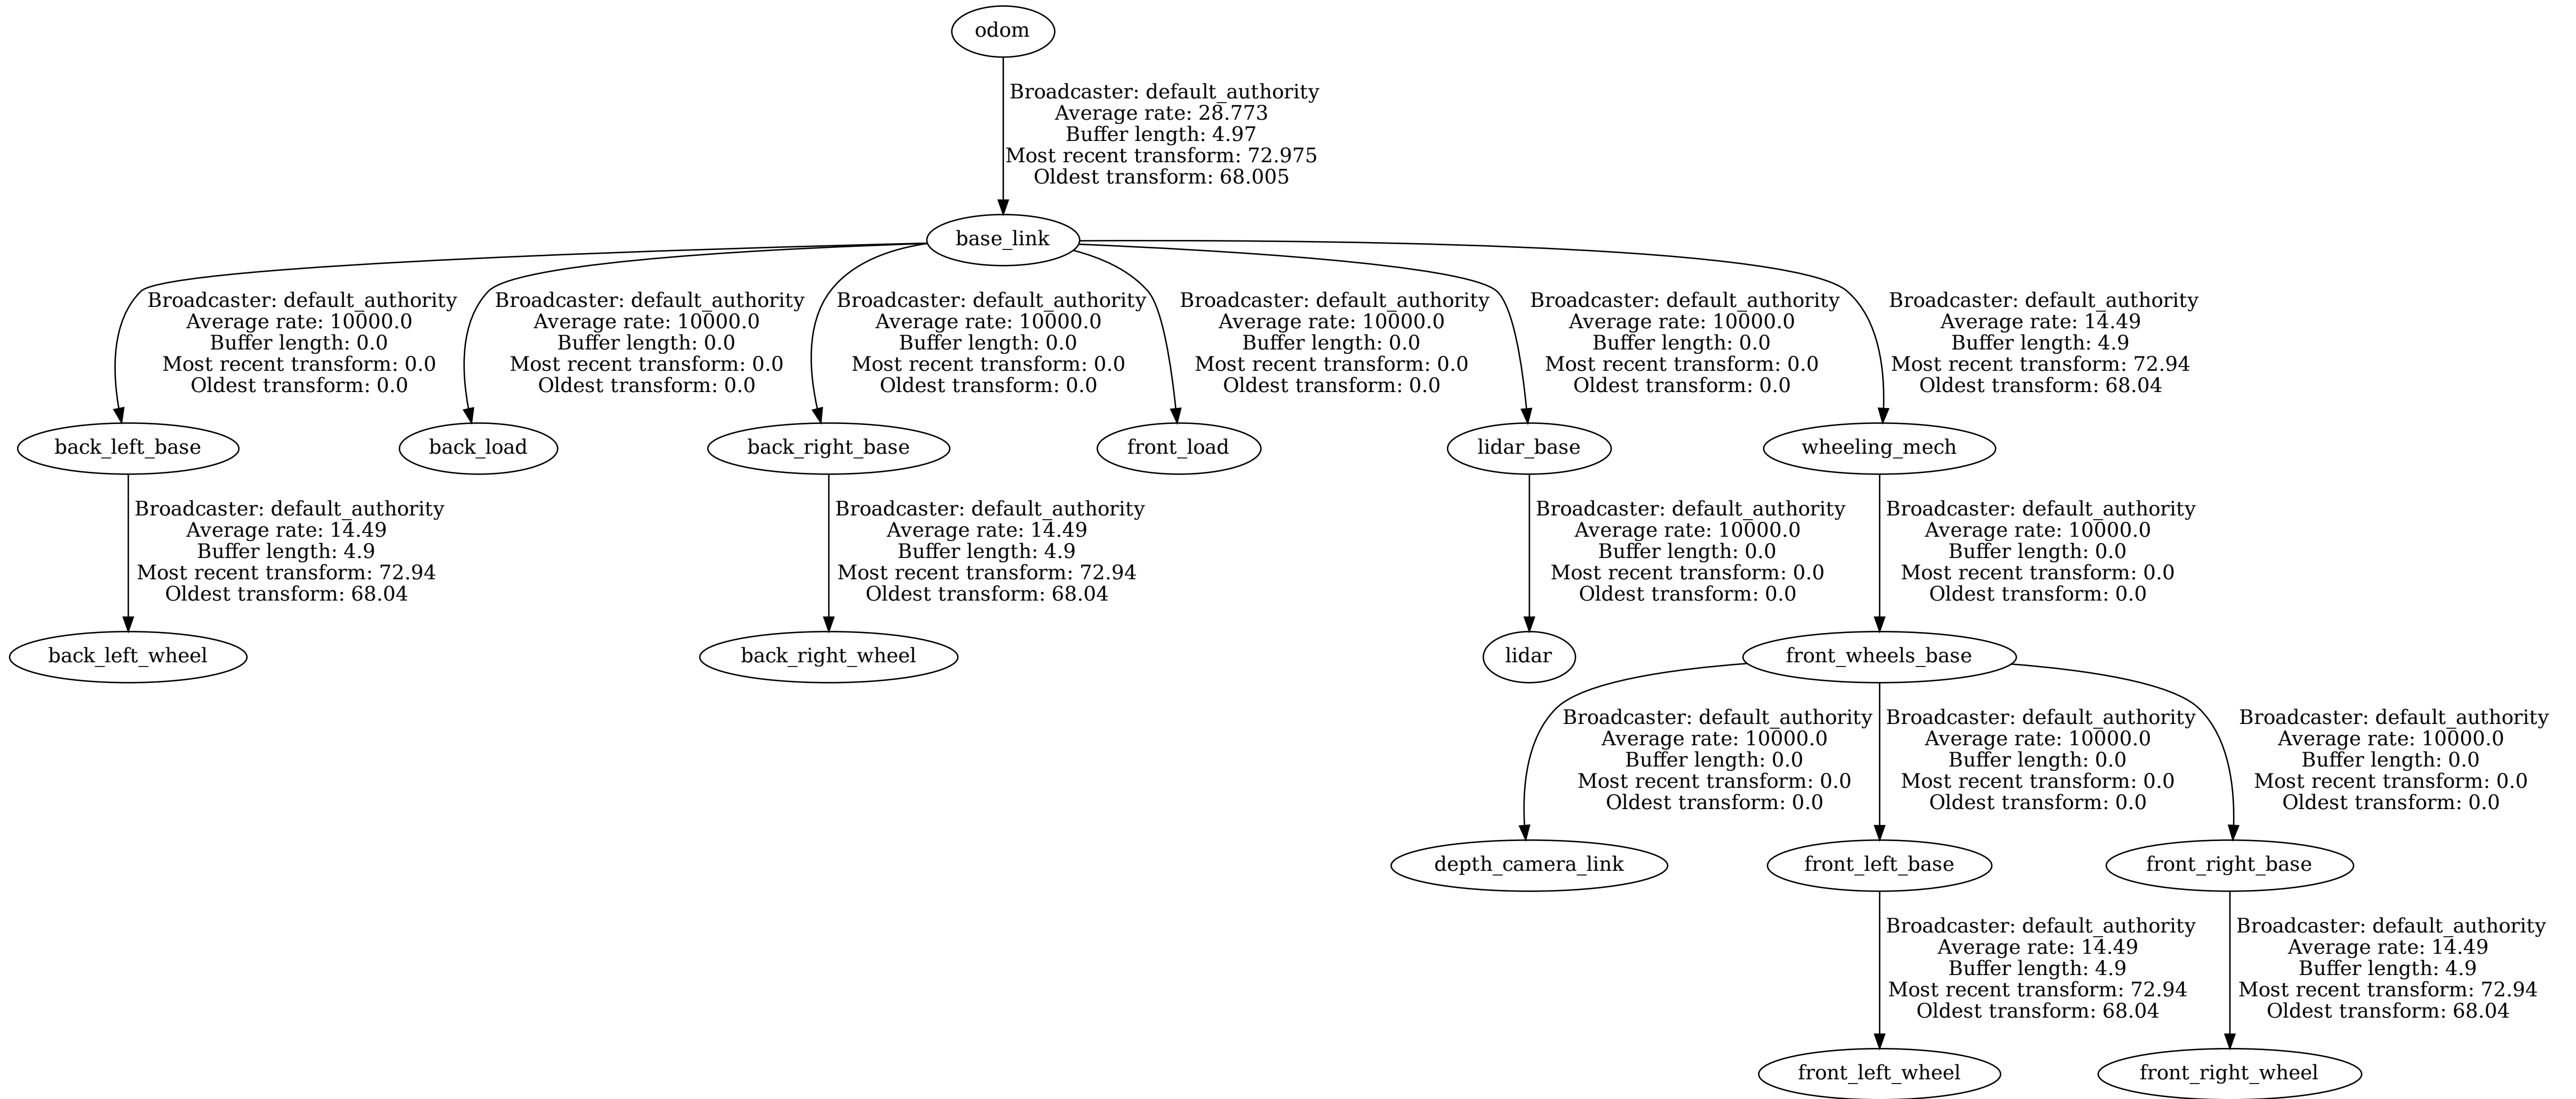 odom
Broadcaster: default_authority
Average rate: 28.773
Buffer length: 4.97
Most recent transform: 72.975
Oldest transform: 68.005
base_link
Broadcaster: default_authority
Average rate: 10000.0
Buffer length: 0.0
Most recent transform: 0.0
Oldest transform: 0.0
Broadcaster: default_authority
Average rate: 10000.0
Buffer length: 0.0
Most recent transform: 0.0
Oldest transform: 0.0
Broadcaster: default_authority
Average rate: 10000.0
Buffer length: 0.0
Most recent transform: 0.0
Oldest transform: 0.0
Broadcaster: default_authority
Average rate: 10000.0
Buffer length: 0.0
Most recent transform: 0.0
Oldest transform: 0.0
Broadcaster: default_authority
Average rate: 10000.0
Buffer length: 0.0
Most recent transform: 0.0
Oldest transform: 0.0
Broadcaster: default_authority
Average rate: 14.49
Buffer length: 4.9
Most recent transform: 72.94
Oldest transform: 68.04
back_left_base
back_load
back_right_base
front_load
lidar_base
wheeling_mech
Broadcaster: default_authority
Average rate: 14.49
Buffer length: 4.9
Most recent transform: 72.94
Oldest transform: 68.04
Broadcaster: default_authority
Average rate: 14.49
Buffer length: 4.9
Most recent transform: 72.94
Oldest transform: 68.04
Broadcaster: default_authority
Average rate: 10000.0
Buffer length: 0.0
Most recent transform: 0.0
Oldest transform: 0.0
Broadcaster: default_authority
Average rate: 10000.0
Buffer length: 0.0
Most recent transform: 0.0
Oldest transform: 0.0
back_left_wheel
back_right_wheel
lidar
front_wheels_base
Broadcaster: default_authority
Average rate: 10000.0
Buffer length: 0.0
Most recent transform: 0.0
Oldest transform: 0.0
Broadcaster: default_authority
Average rate: 10000.0
Buffer length: 0.0
Most recent transform: 0.0
Oldest transform: 0.0
Broadcaster: default_authority
Average rate: 10000.0
Buffer length: 0.0
Most recent transform: 0.0
Oldest transform: 0.0
depth_camera_link
front_left_base
front_right_base
Broadcaster: default_authority
Average rate: 14.49
Buffer length: 4.9
Most recent transform: 72.94
Oldest transform: 68.04
Broadcaster: default_authority
Average rate: 14.49
Buffer length: 4.9
Most recent transform: 72.94
Oldest transform: 68.04
front_left_wheel
front_right_wheel